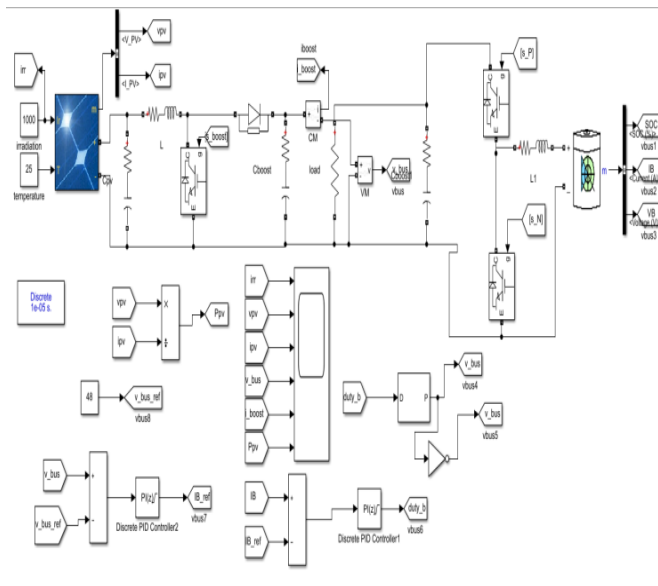 <V_PV>
vpv
<I_PV>
ipv
irr
1000
irradiation
25
temperature
m
+
T
Cpv
L
[s_boost]
g
C
E
Cboost
iboost
i_boost
CM
load
VM
v_bus
vbus
[s_P]
g
C
E
[s_N]
g
C
E
L1
m
SOC
vbus1
IB
<Current (A)>
vbus2
VB
<Voltage (V)>
vbus3
Discrete
1e-05 s.
vpv
ipv
×
Ppv
48
v_bus_ref
vbus8
irr
vpv
ipv
v_bus
i_boost
Ppv
duty_b
D
P
v_bus
vbus4
v_bus
vbus5
v_bus
v_bus_ref
+
-
PI(z)
Discrete PID Controller2
IB_ref
vbus7
IB
IB_ref
+
-
PI(z)
Discrete PID Controller1
duty_b
vbus6